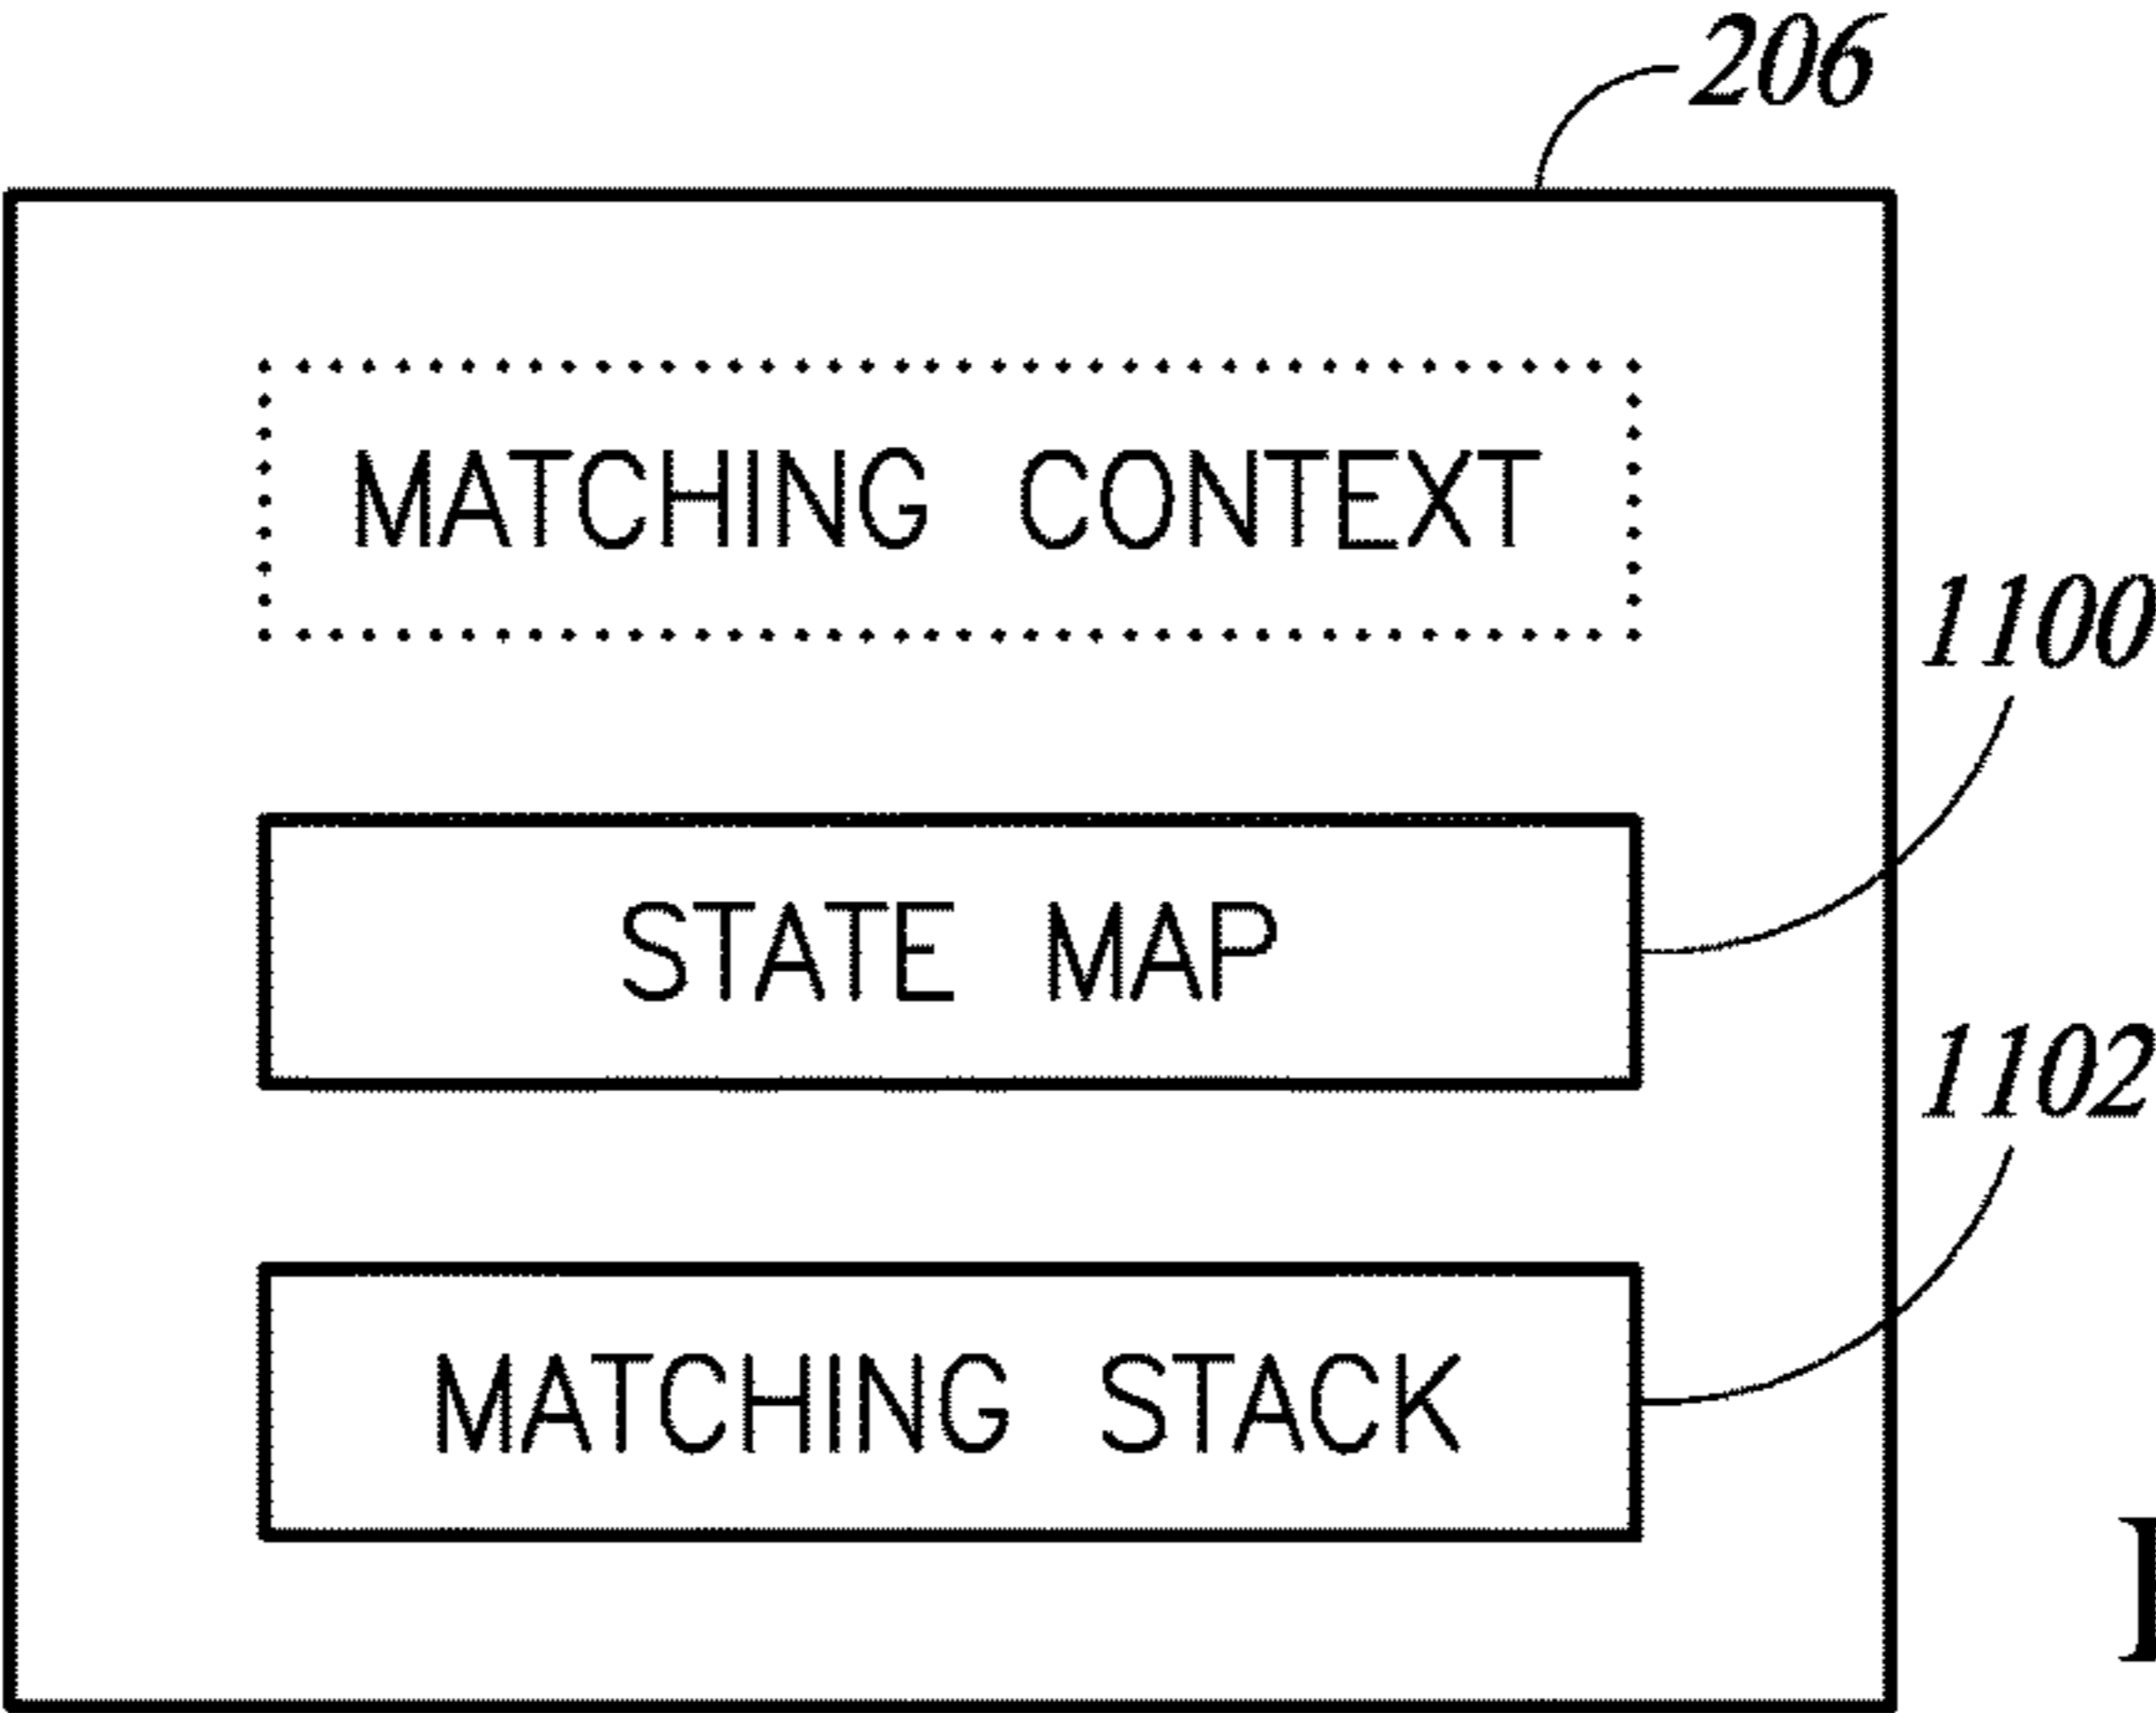 206
MATCHING CONTEXT
1100
STATE MAP
1102
MATCHING STACK